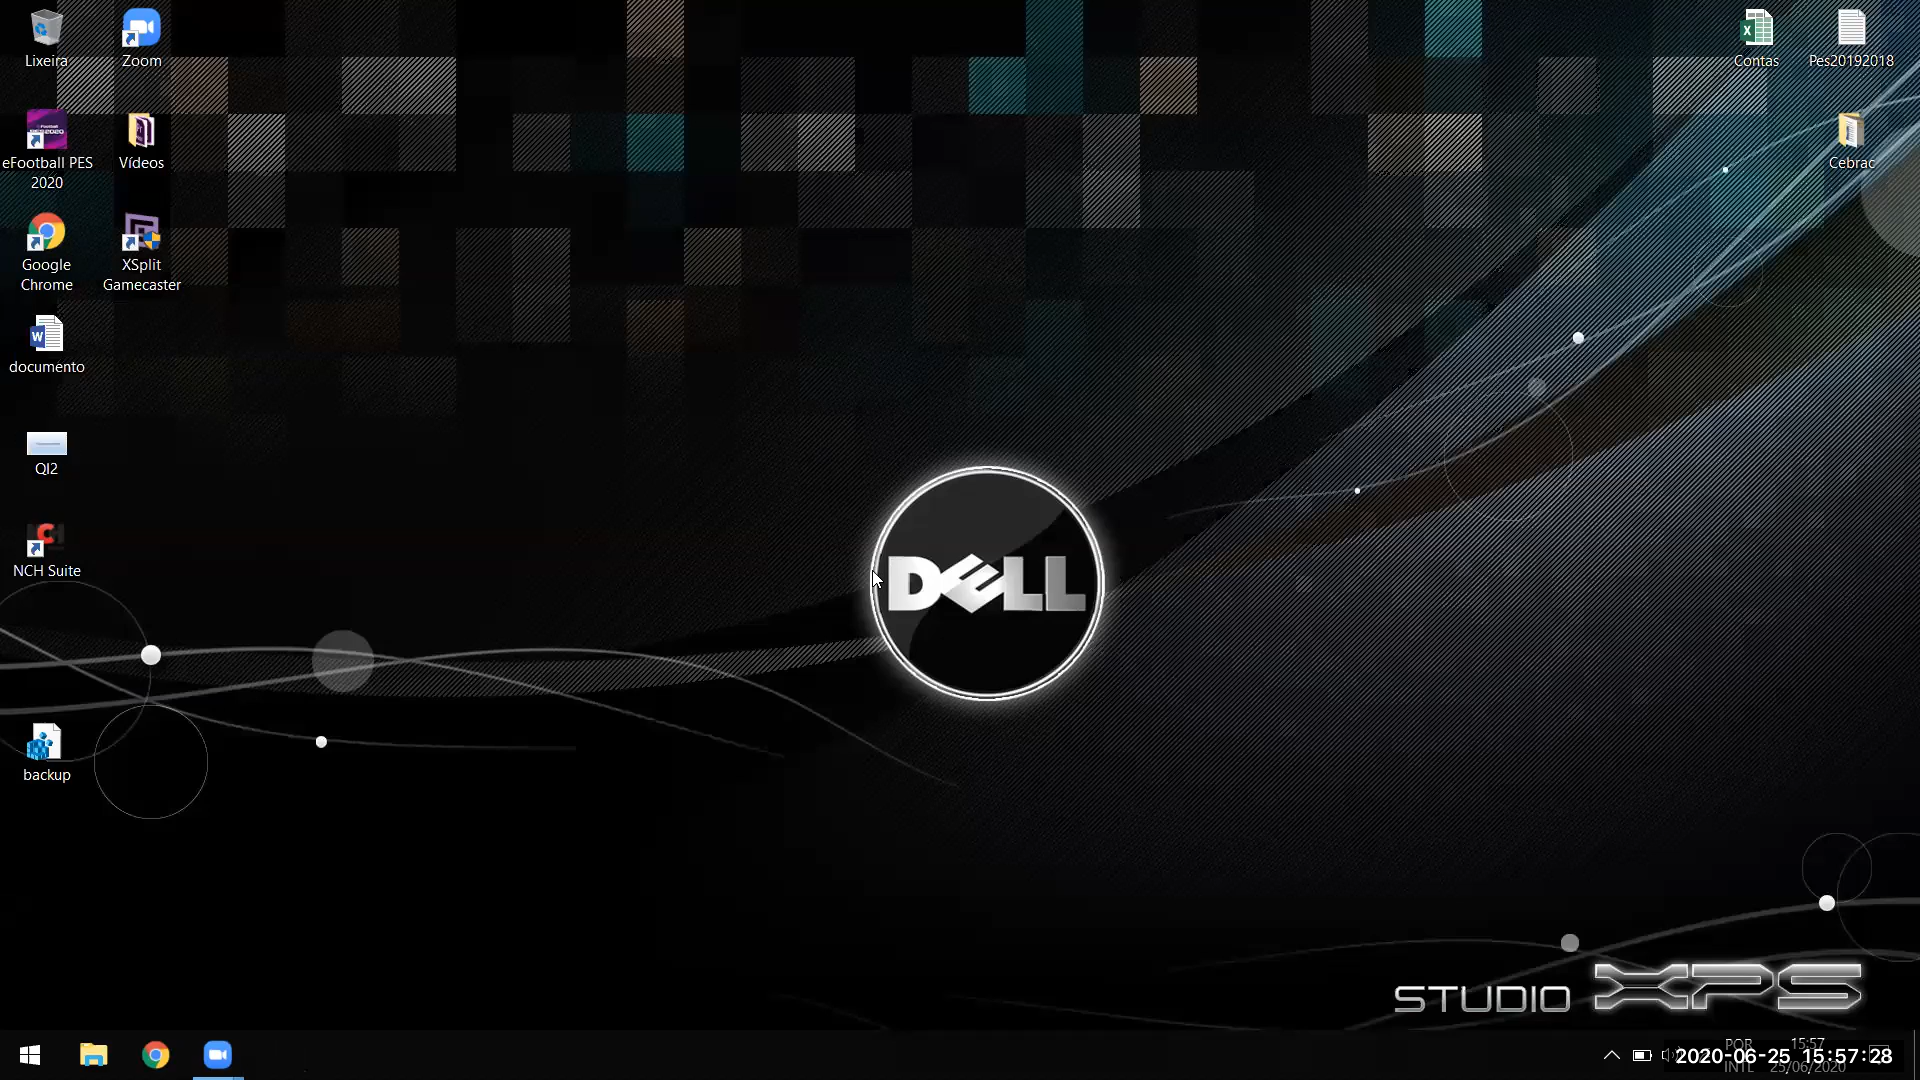 Lixeira
Zoom
Contas
Pes20192018
eFootball PES
2020
Vídeos
Cebrac
Google
Chrome
XSplit
Gamecaster
documento
QI2
NCH Suite
DELL
backup
STUDIO XPS
POR
INTL
15:57
25/06/2020
2020-06-25 15:57:28